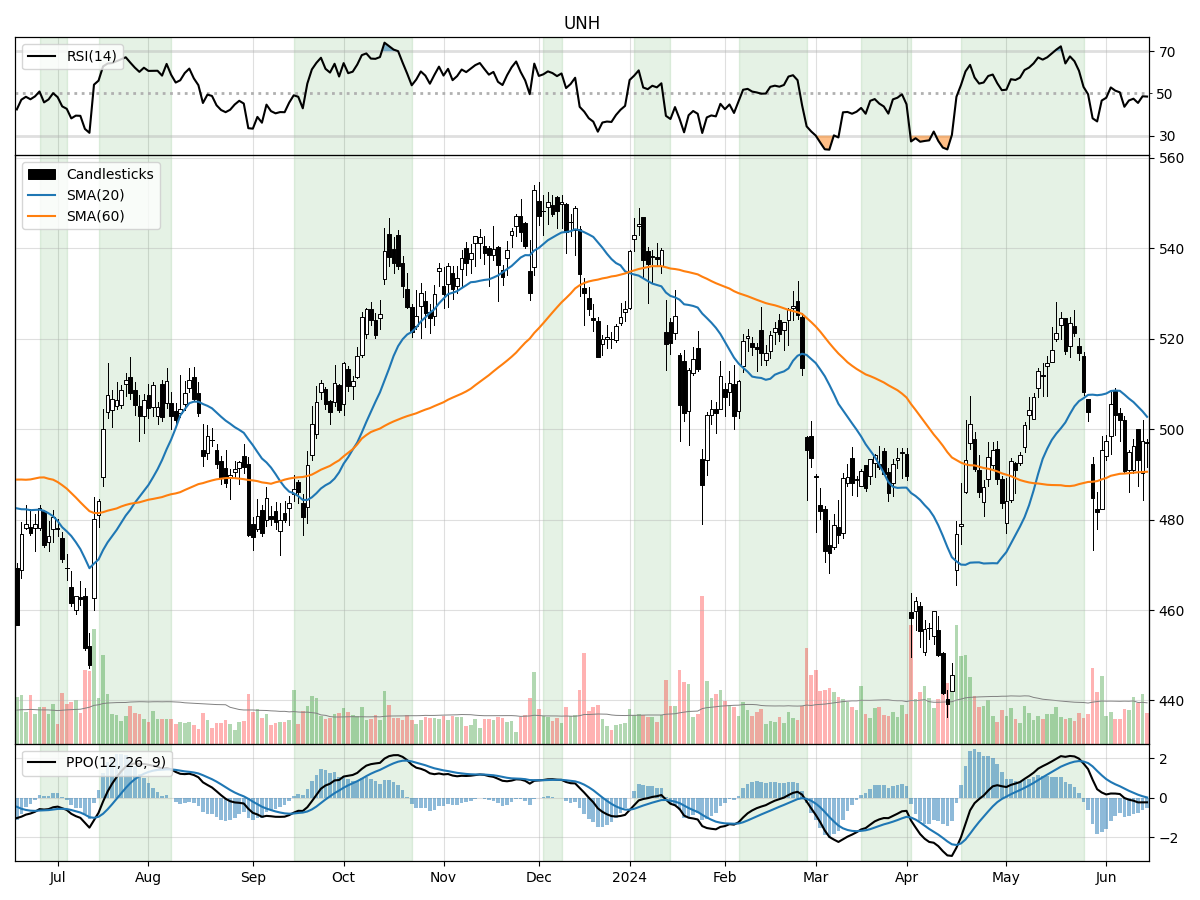 UNH
RSI(14)
70
50
30
Candlesticks
SMA(20)
SMA(60)
560
540
520
500
480
460
440
PPO(12, 26, 9)
2
0
−2
Jul Aug Sep Oct Nov Dec 2024 Feb Mar Apr May Jun